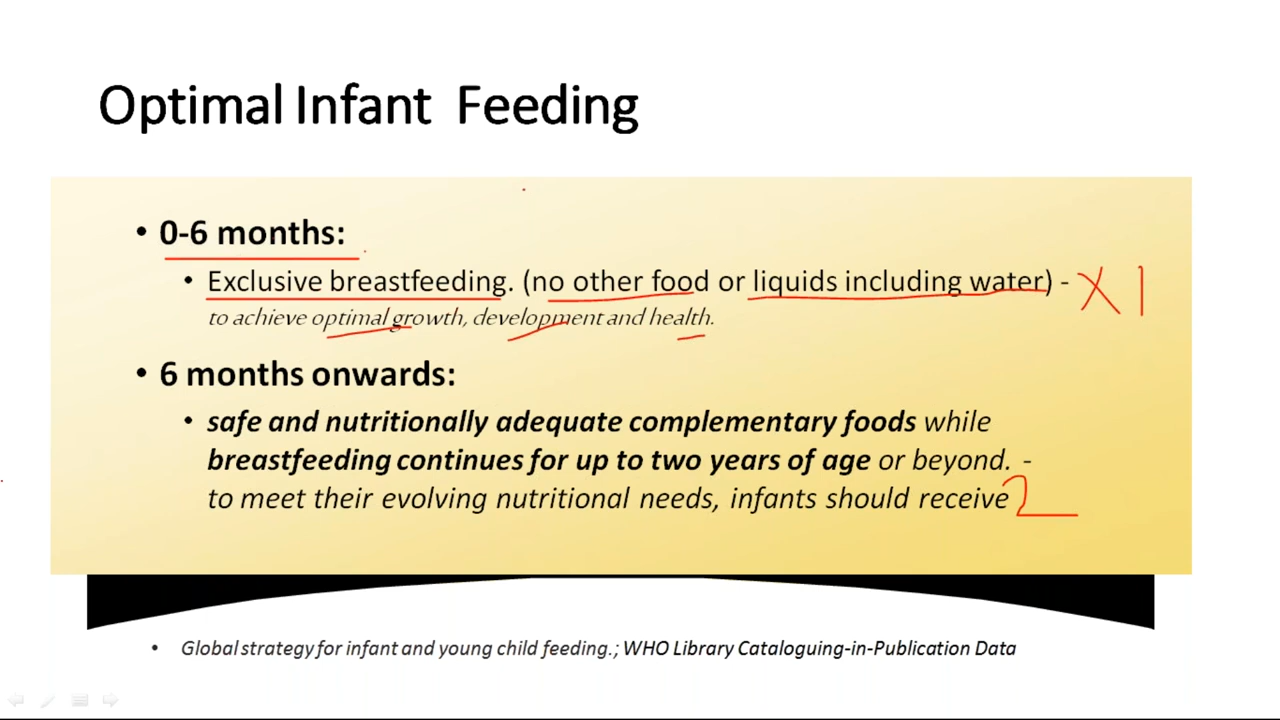 Optimal Infant Feeding
• 0-6 months:
• Exclusive breastfeeding. (no other food or liquids including water) - X 1
to achieve optimal growth, development and health.
• 6 months onwards:
• safe and nutritionally adequate complementary foods while
breastfeeding continues for up to two years of age or beyond. -
to meet their evolving nutritional needs, infants should receive 2
• Global strategy for infant and young child feeding.; WHO Library Cataloguing-in-Publication Data